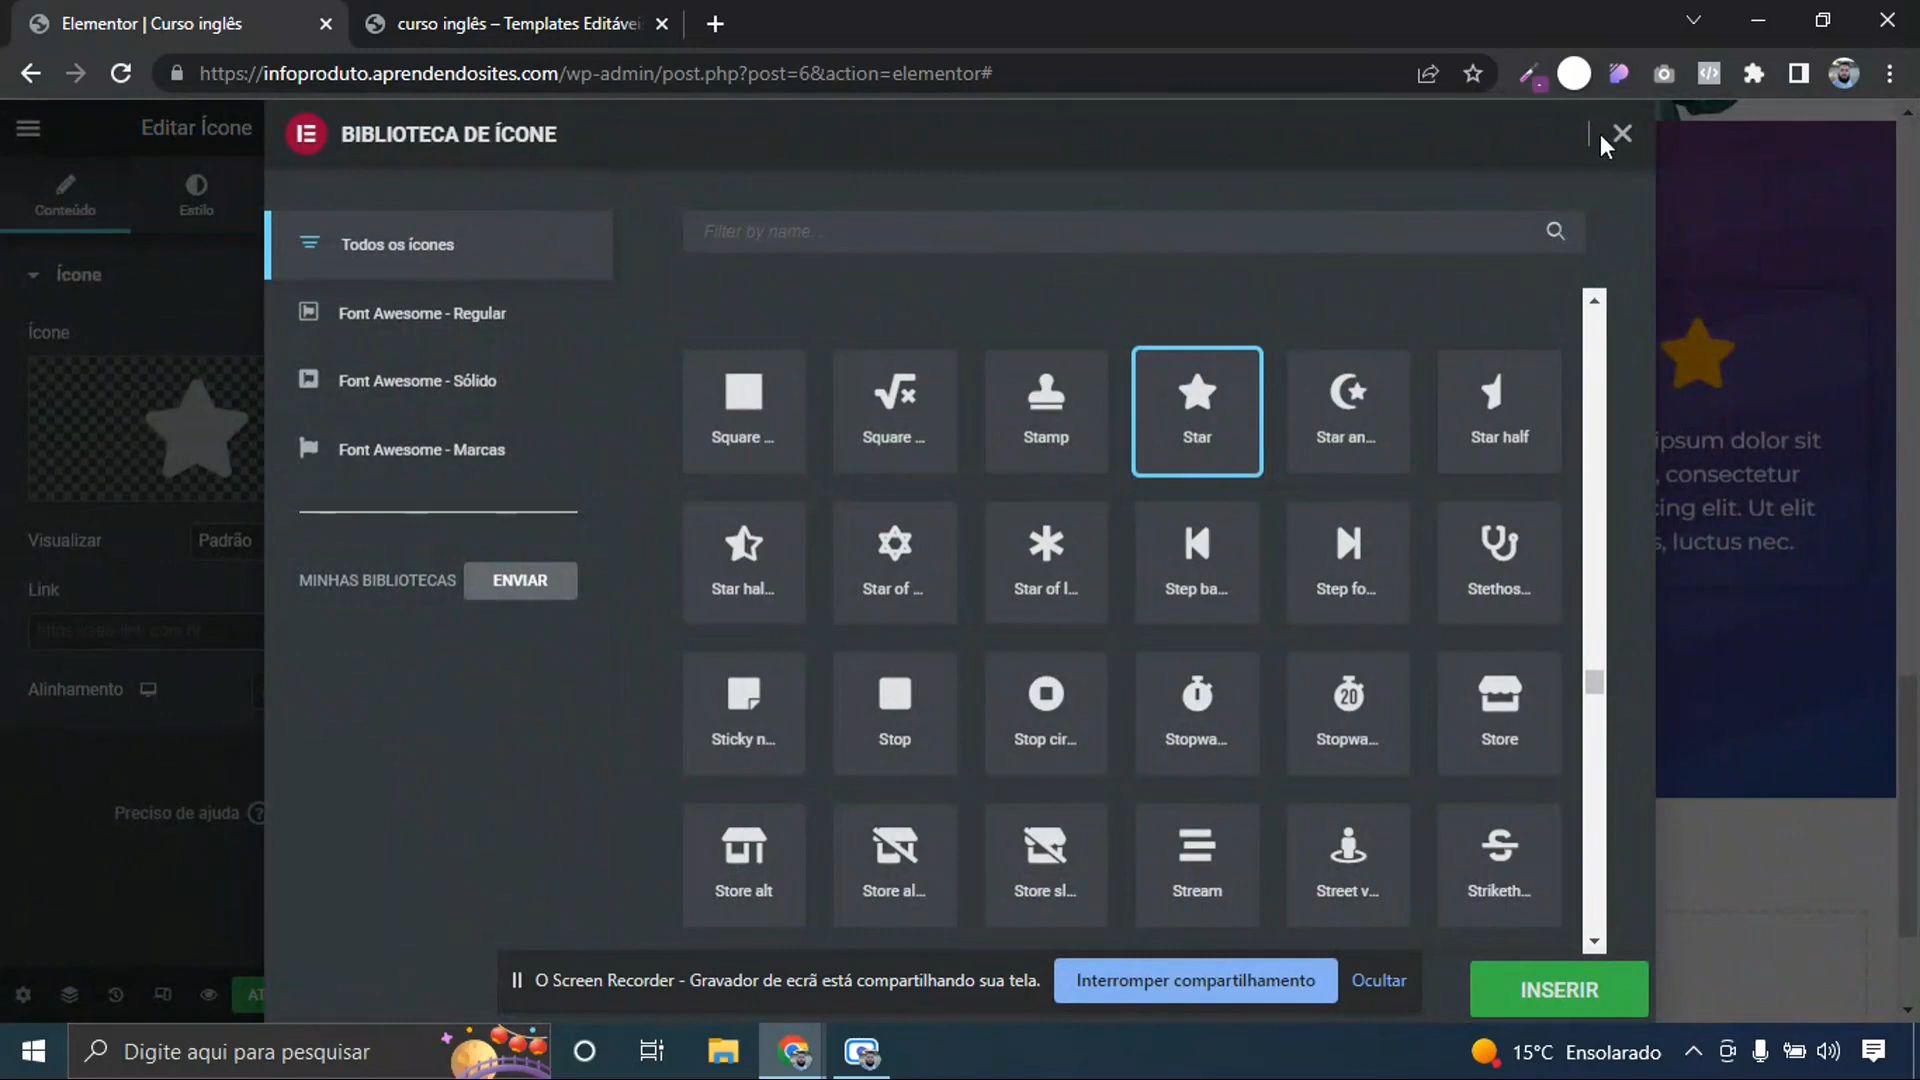 Elementor | Curso inglês
curso inglês – Templates Editávei
https://infoproduto.aprendendosites.com/wp-admin/post.php?post=6&action=elementor#
Editar Ícone
BIBLIOTECA DE ÍCONE
Conteúdo
Estilo
Todos os ícones
Filter by name...
Ícone
Font Awesome - Regular
Ícone
Font Awesome - Sólido
Font Awesome - Marcas
Square ...
Square ...
Stamp
Star
Star an...
Star half
ipsum dolor sit
, consectetur
cing elit. Ut elit
s, luctus nec.
Visualizar
Padrão
MINHAS BIBLIOTECAS
ENVIAR
Link
Star hal...
Star of ...
Star of l...
Step ba...
Step fo...
Stethos...
Alinhamento
Sticky n...
Stop
Stop cir...
Stopwa...
20
Stopwa...
Store
Preciso de ajuda
Store alt
Store al...
Store sl...
Stream
Street v...
Striketh...
AT
O Screen Recorder - Gravador de ecrã está compartilhando sua tela.
Interromper compartilhamento
Ocultar
INSERIR
Digite aqui para pesquisar
15°C Ensolarado